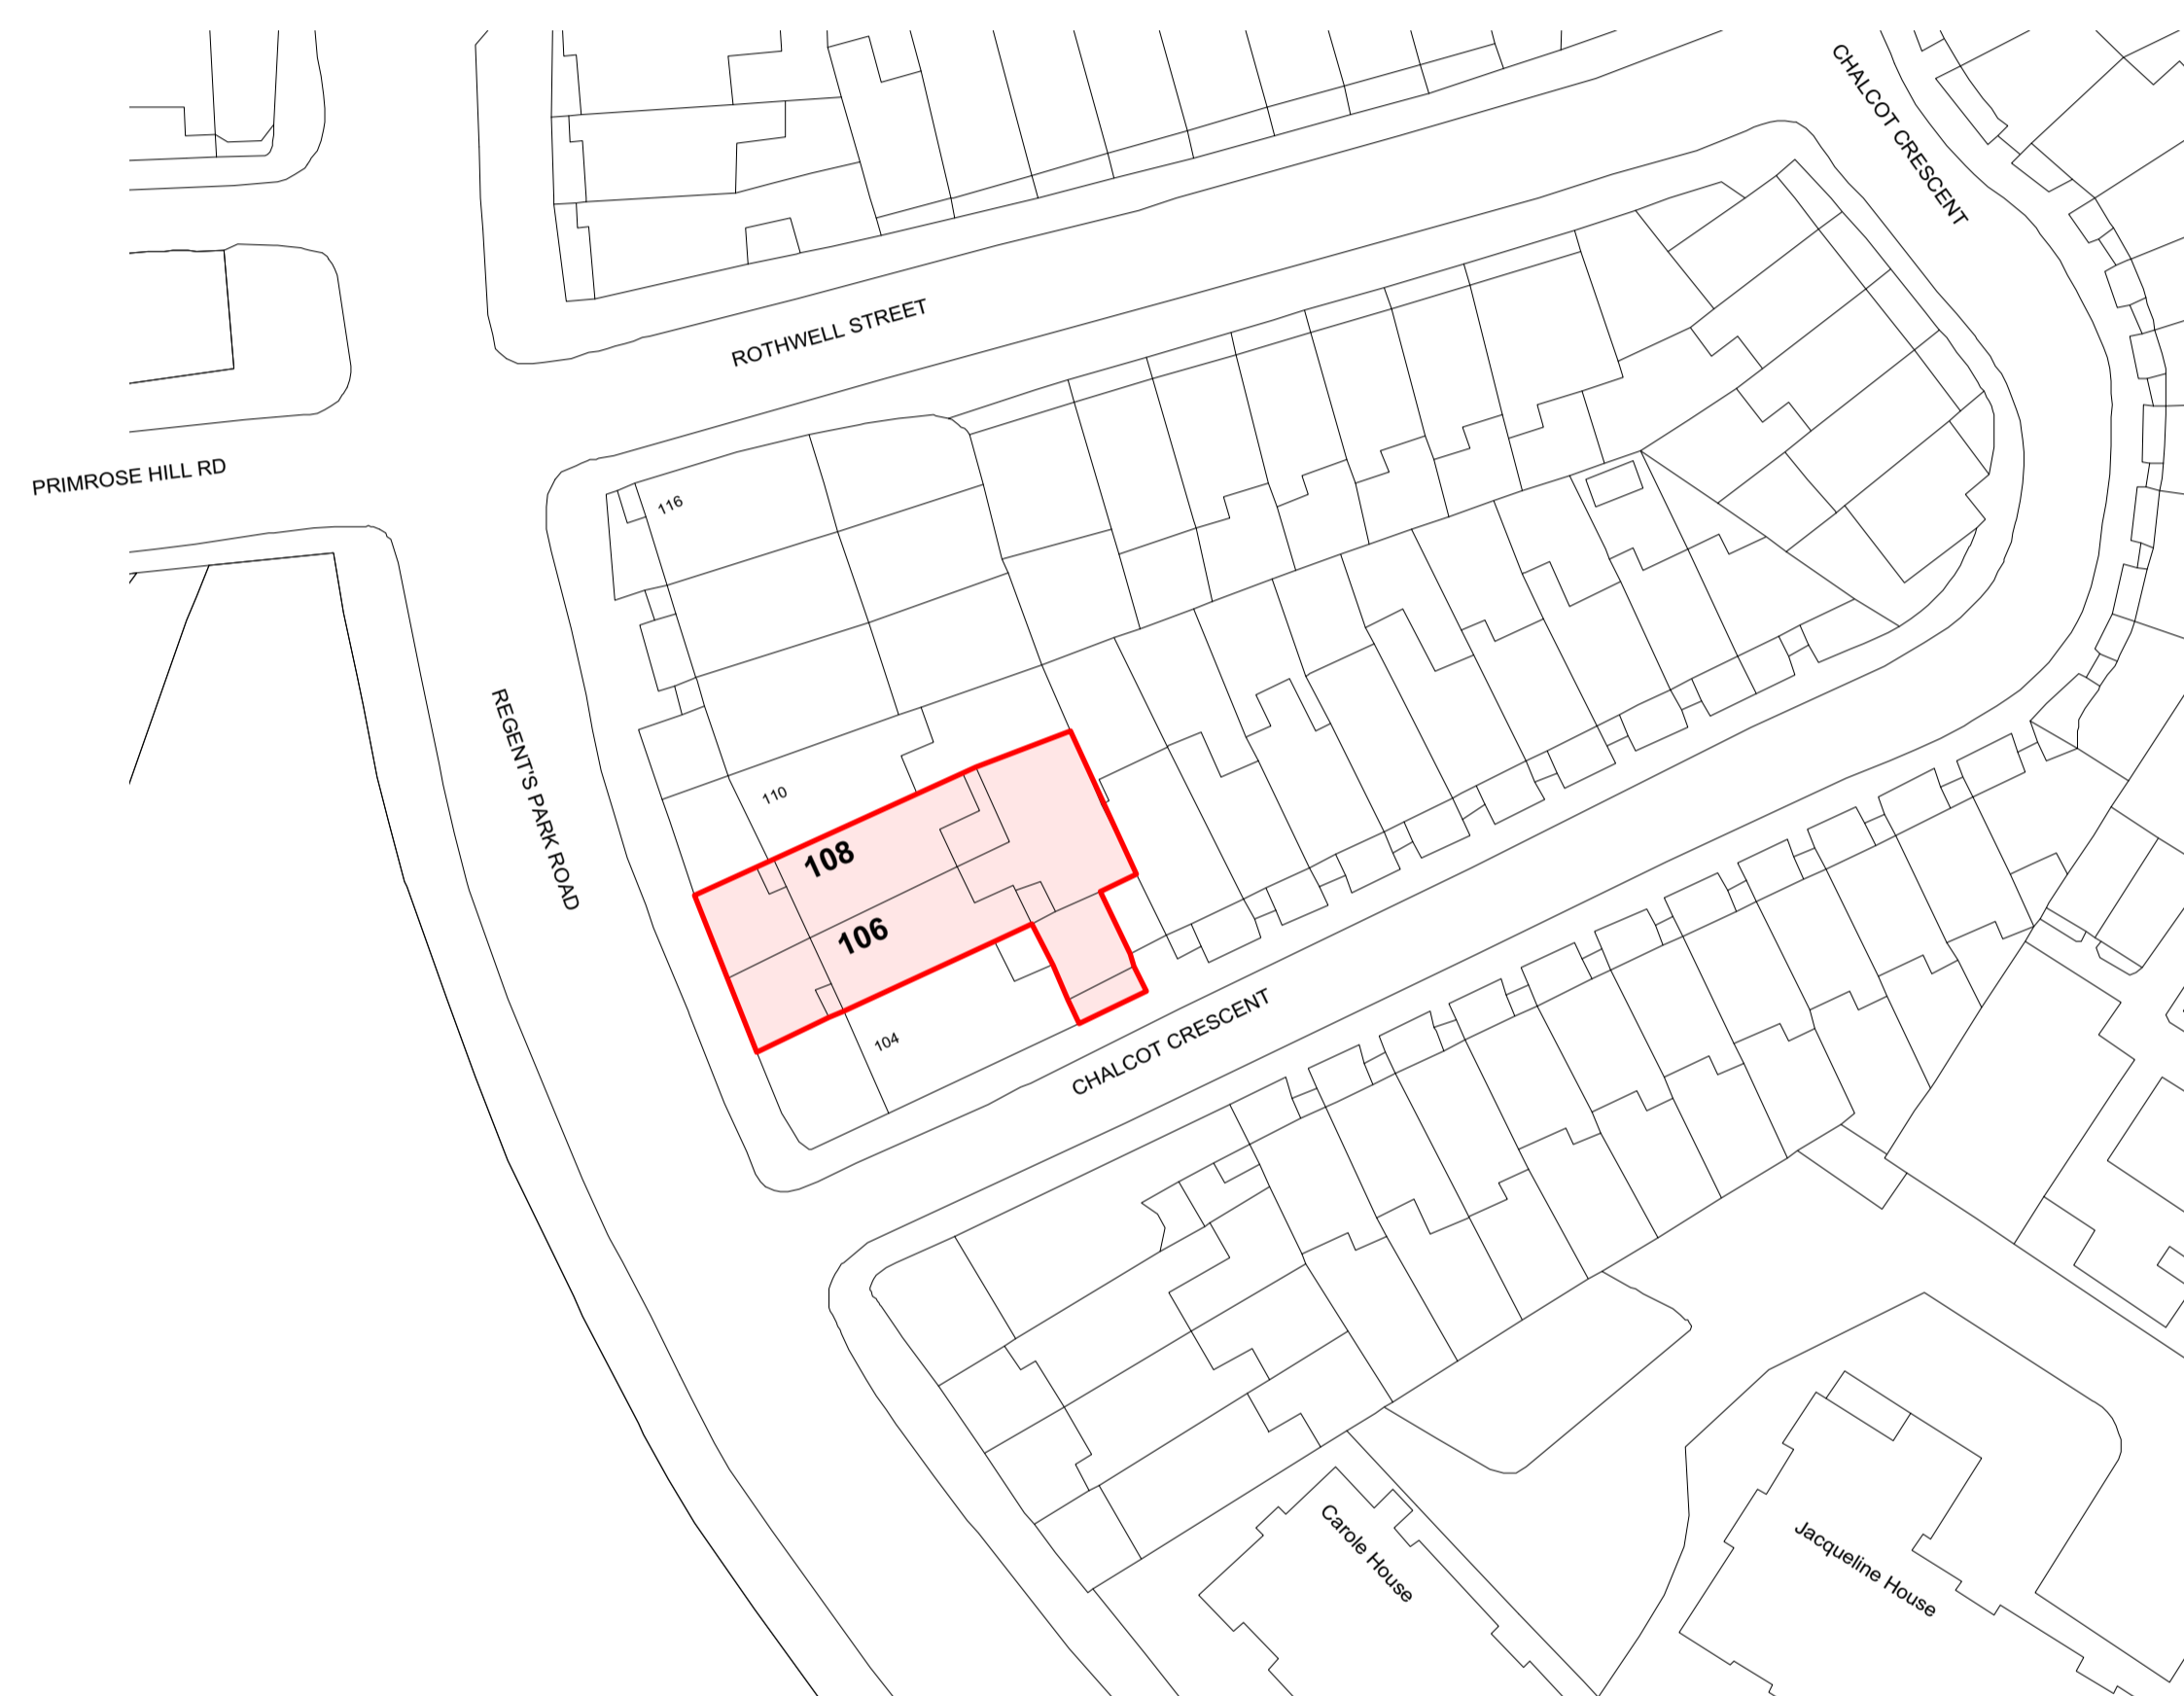 CHALCOT CRESCENT
ROTHWELL STREET
PRIMROSE HILL RD
116
REGENT'S PARK ROAD
110
108
106
104
CHALCOT CRESCENT
Carole House
Jacqueline House